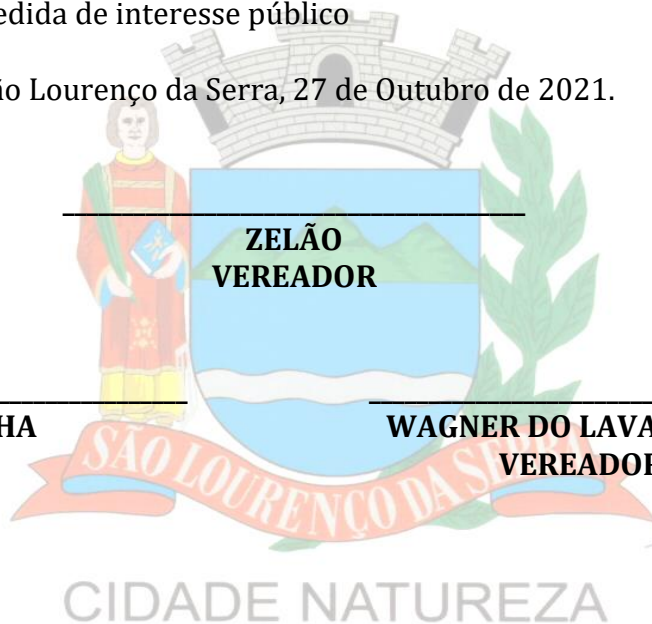 edida de interesse público
ão Lourenço da Serra, 27 de Outubro de 2021.
ZELÃO
VEREADOR
HA
WAGNER DO LAVA
VEREADOR
SÃO LOURENÇO DA SERRA
CIDADE NATUREZA